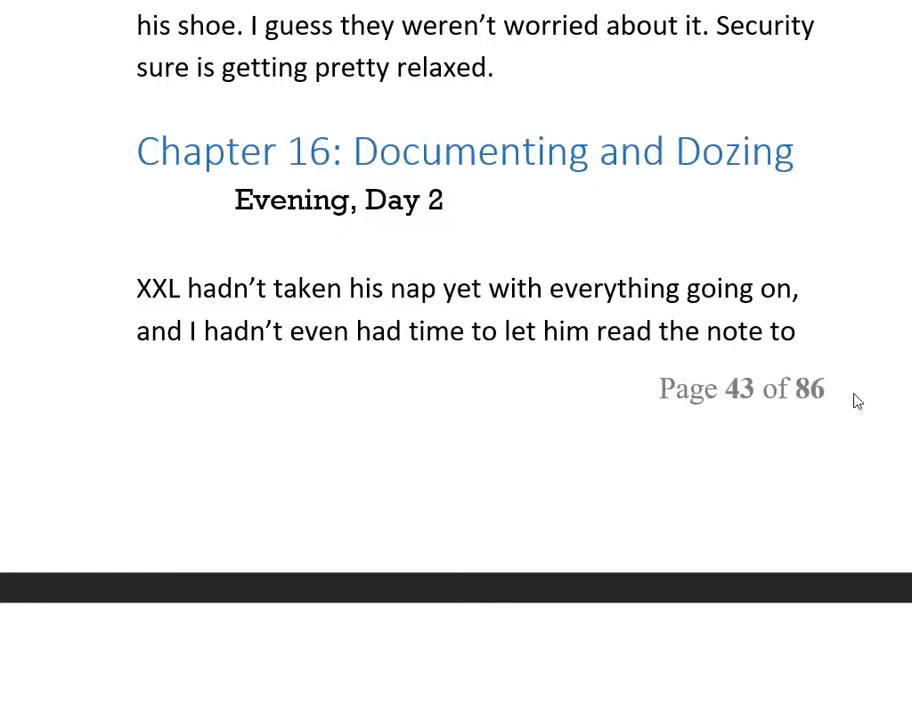 his shoe. I guess they weren’t worried about it. Security
sure is getting pretty relaxed.
Chapter 16: Documenting and Dozing
Evening, Day 2
XXL hadn’t taken his nap yet with everything going on,
and I hadn’t even had time to let him read the note to
Page 43 of 86